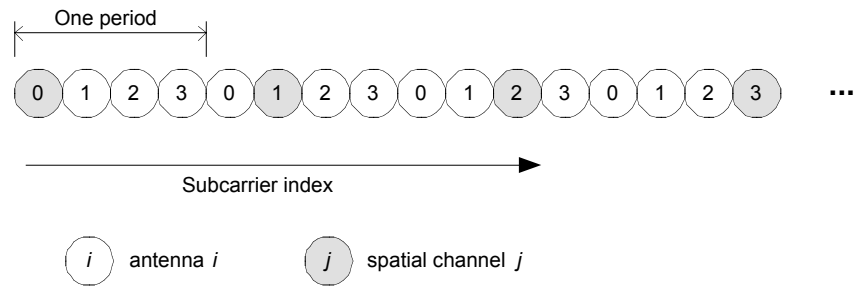 One period
0 1 2 3 0 1 2 3 0 1 2 3 0 1 2 3 ...
Subcarrier index
i antenna i j spatial channel j